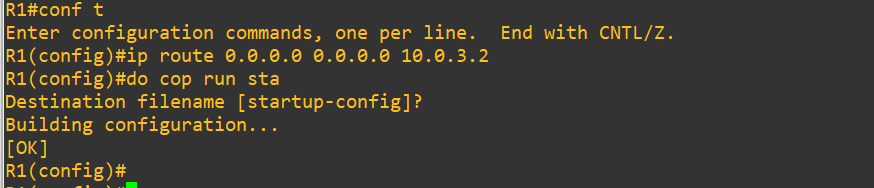 R1#conf t
Enter configuration commands, one per line.  End with CNTL/Z.
R1(config)#ip route 0.0.0.0 0.0.0.0 10.0.3.2
R1(config)#do cop run sta
Destination filename [startup-config]?
Building configuration...
[OK]
R1(config)#